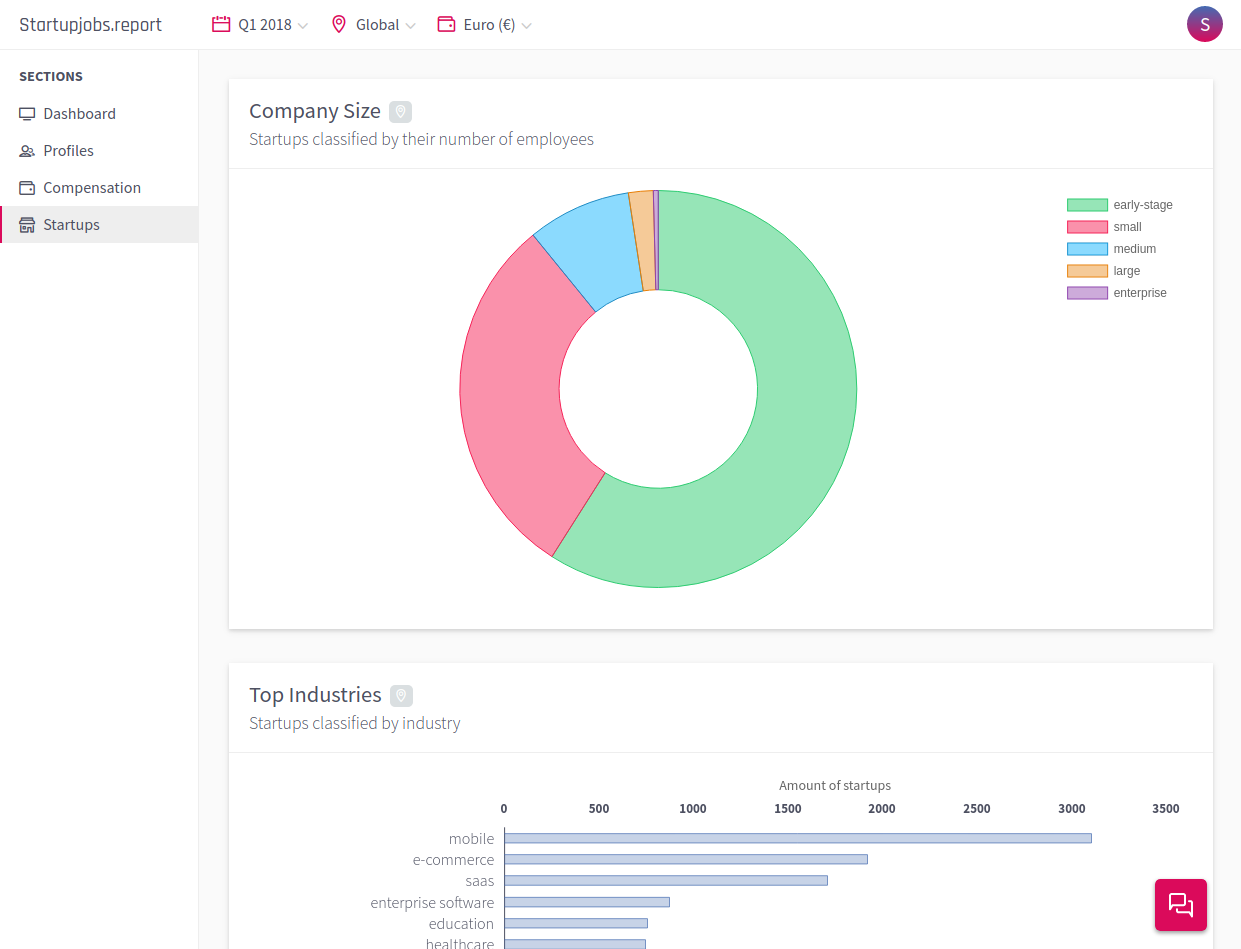 Startupjobs.report
Q1 2018
Global
Euro (€)
S
SECTIONS
Dashboard
Profiles
Compensation
Startups
Company Size
Startups classified by their number of employees
early-stage
small
medium
large
enterprise
Top Industries
Startups classified by industry
Amount of startups
0 500 1000 1500 2000 2500 3000 3500
mobile
e-commerce
saas
enterprise software
education
healthcare